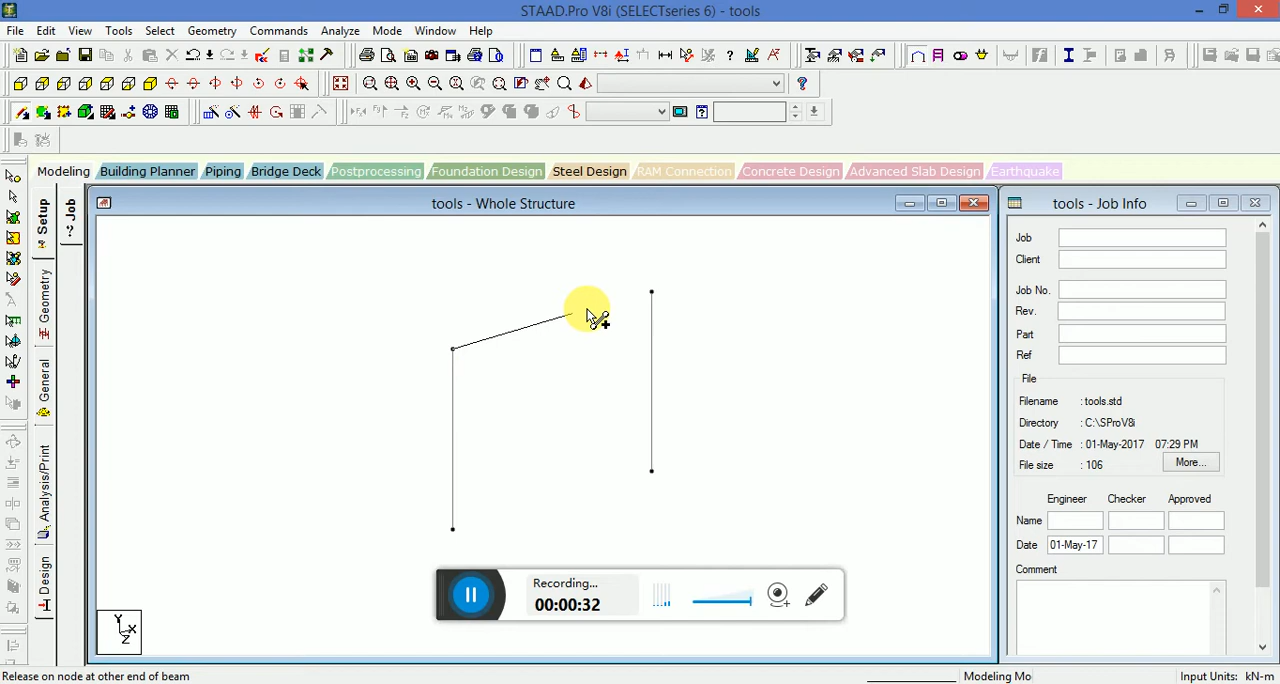 STAAD.Pro V8i (SELECTseries 6) - tools
File Edit View Tools Select Geometry Commands Analyze Mode Window Help
Modeling Building Planner Piping Bridge Deck Postprocessing Foundation Design Steel Design RAM Connection Concrete Design Advanced Slab Design Earthquake
Setup
Geometry
General
Analysis/Print
Design
Job
tools - Whole Structure
Recording...
00:00:32
Y
X
Z
tools - Job Info
Job
Client
Job No.
Rev.
Part
Ref
File
Filename : tools.std
Directory : C:\SProV8i
Date / Time : 01-May-2017 07:29 PM
File size : 106 More...
Engineer Checker Approved
Name
Date 01-May-17
Comment
Release on node at other end of beam Modeling Mo Input Units: kN-m